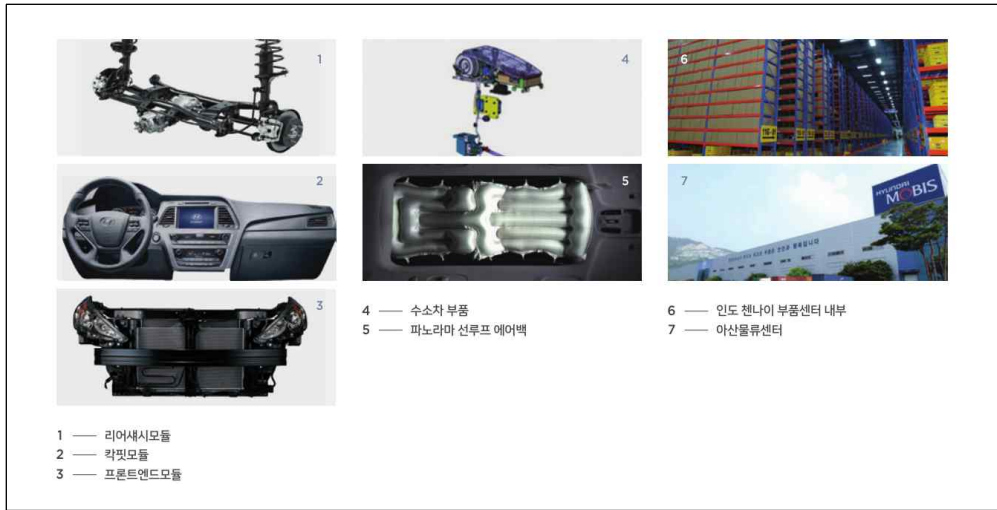 1
2
3
1 — 리어섀시모듈
2 — 칵핏모듈
3 — 프론트엔드모듈
4
5
4 — 수소차 부품
5 — 파노라마 선루프 에어백
6
7
HYUNDAI
MOBIS
6 — 인도 첸나이 부품센터 내부
7 — 아산물류센터